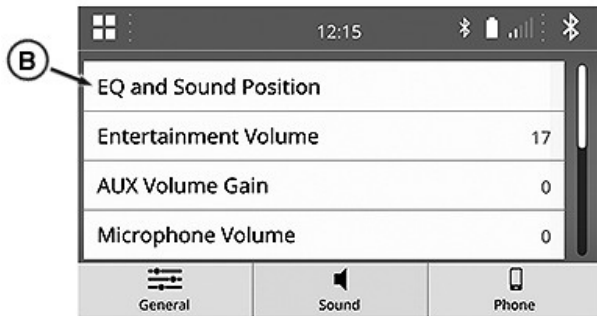 12:15
B
EQ and Sound Position
Entertainment Volume 17
AUX Volume Gain 0
Microphone Volume 0
General Sound Phone